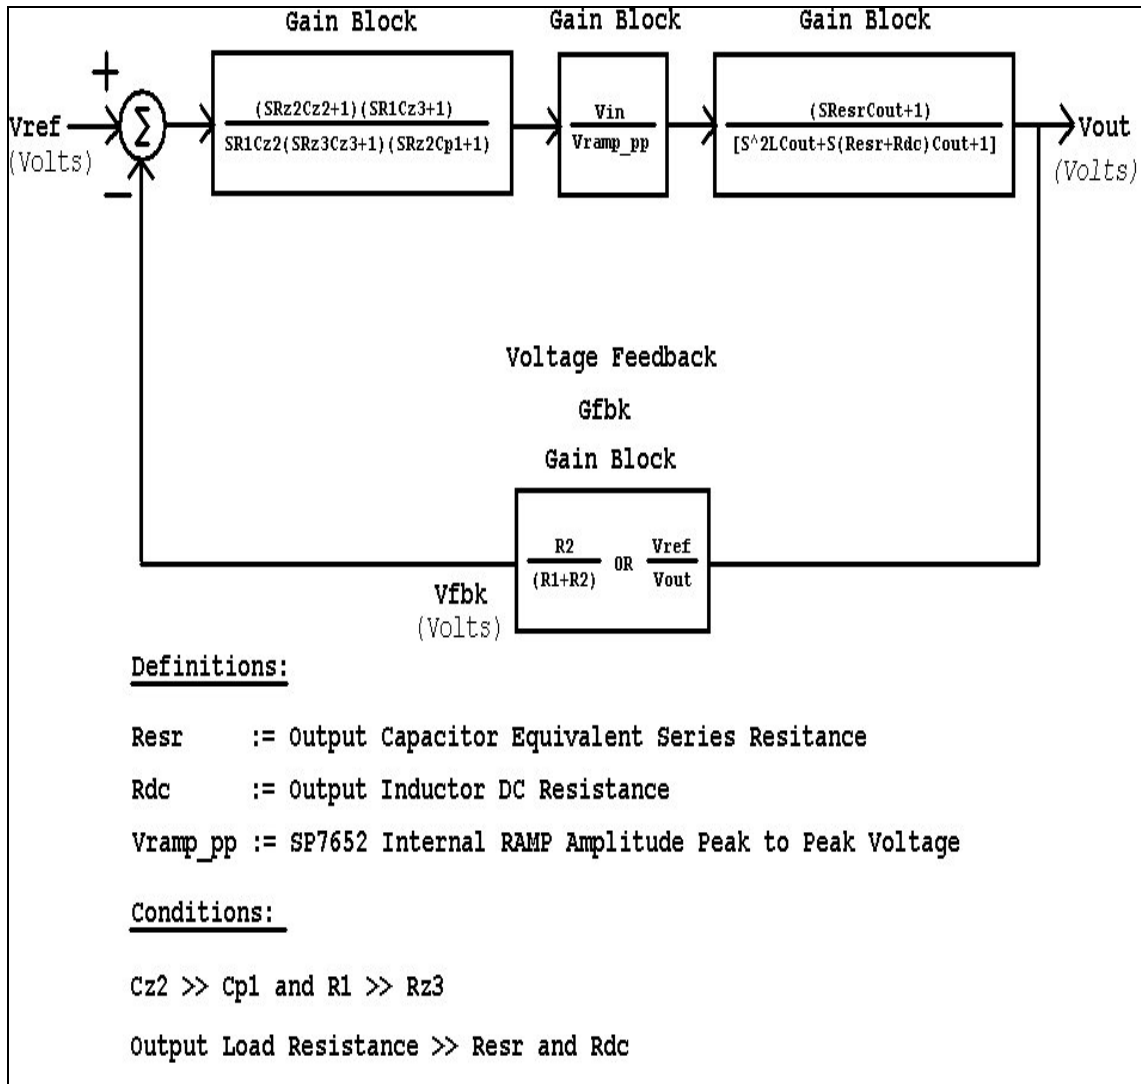 Gain Block Gain Block Gain Block
+
(SRz2Cz2+1)(SR1Cz3+1)
SR1Cz2(SRz3Cz3+1)(SRz2Cp1+1)
Vin
Vramp_pp
(SResrCout+1)
[S^2LCout+S(Resr+Rdc)Cout+1]
Vref
(Volts)
Σ
−
Vout
(Volts)
Voltage Feedback
Gfbk
Gain Block
R2
(R1+R2)
OR
Vref
Vout
Vfbk
(Volts)
Definitions:
Resr := Output Capacitor Equivalent Series Resitance
Rdc := Output Inductor DC Resistance
Vramp_pp := SP7652 Internal RAMP Amplitude Peak to Peak Voltage
Conditions:
Cz2 >> Cp1 and R1 >> Rz3
Output Load Resistance >> Resr and Rdc